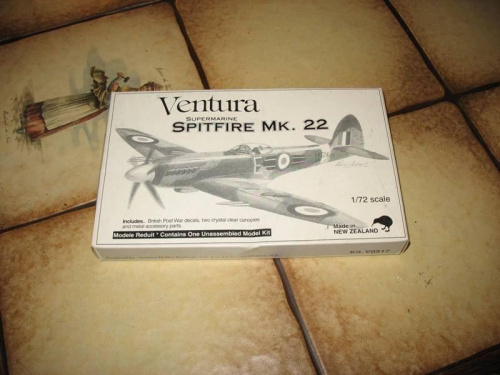 Ventura
SUPERMARINE
SPITFIRE MK. 22
1/72 scale
Includes. British Post War decals, two crystal clear canopies
and metal accessory parts.
Made in
NEW ZEALAND
Modele Reduit * Contains One Unassembled Model Kit